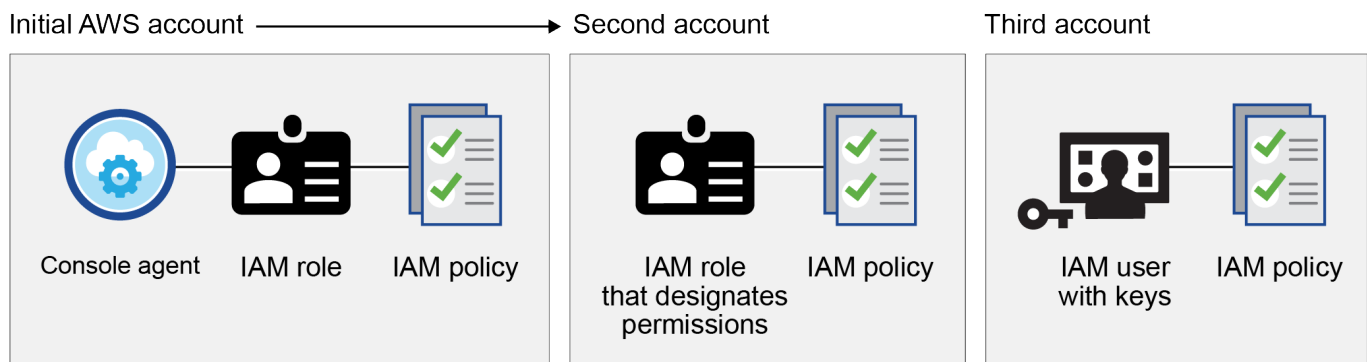 Initial AWS account
Second account
Third account
Console agent
IAM role
IAM policy
IAM role
that designates
permissions
IAM policy
IAM user
with keys
IAM policy